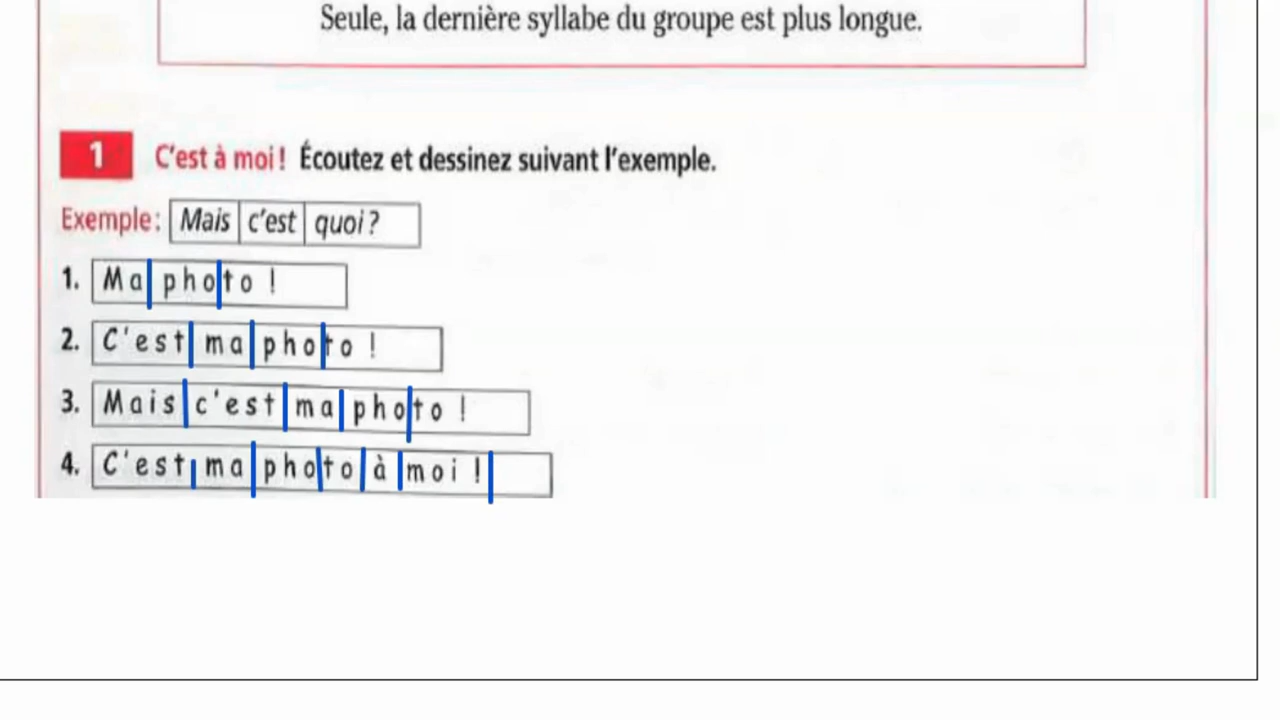 Seule, la dernière syllabe du groupe est plus longue.
1 C'est à moi! Écoutez et dessinez suivant l'exemple.
Exemple: Mais c'est quoi?
1. Ma photo !
2. C'est ma photo !
3. Mais c'est ma photo !
4. C'est ma photo à moi !